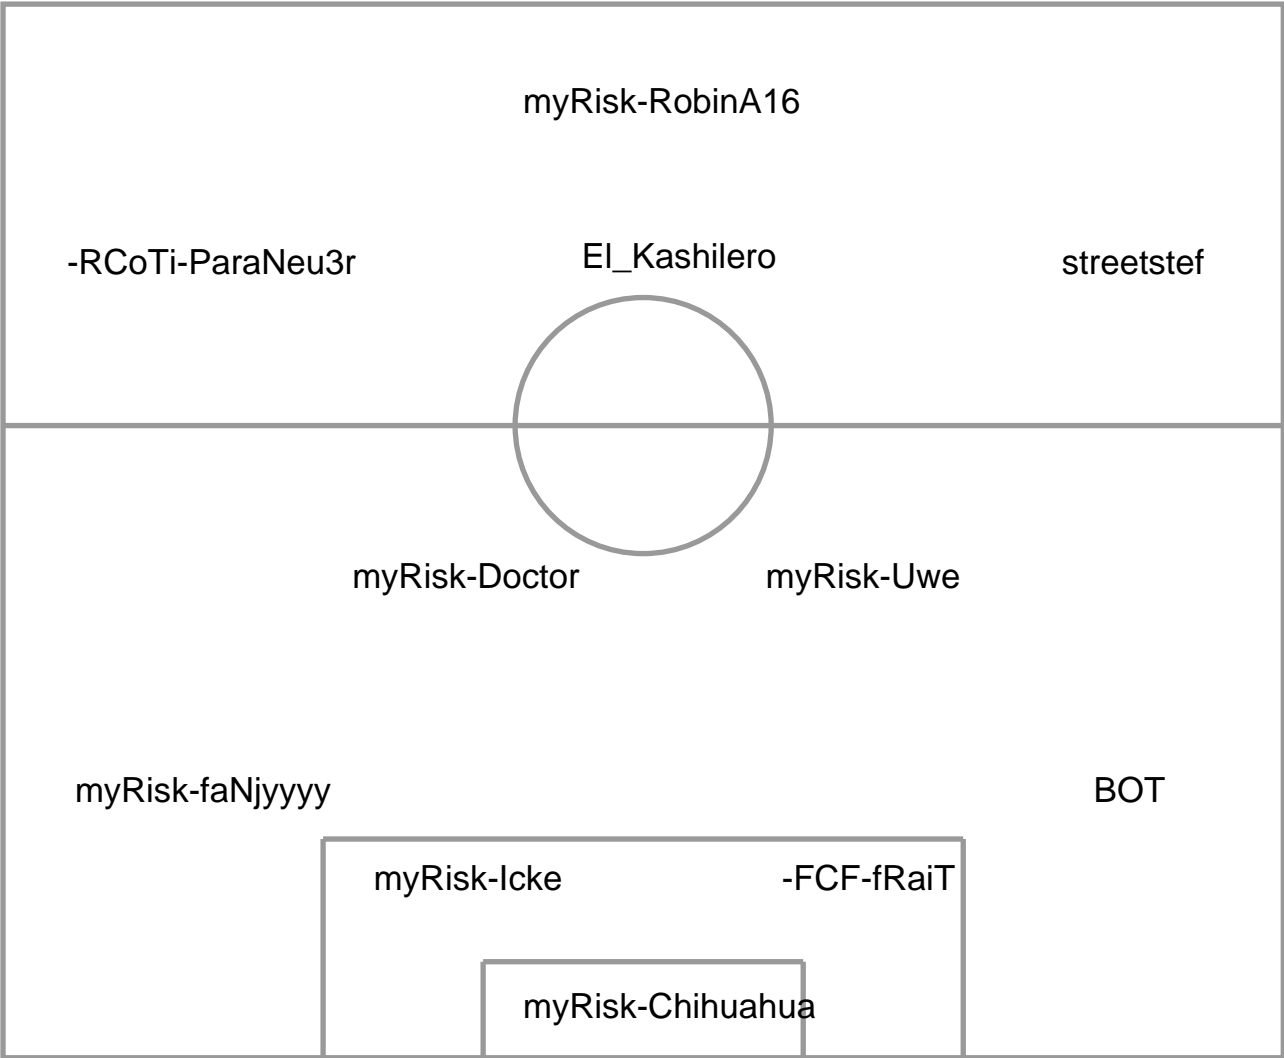 myRisk-RobinA16
-RCoTi-ParaNeu3r
El_Kashilero
streetstef
myRisk-Doctor
myRisk-Uwe
myRisk-faNjyyyy
BOT
myRisk-Icke
-FCF-fRaiT
myRisk-Chihuahua